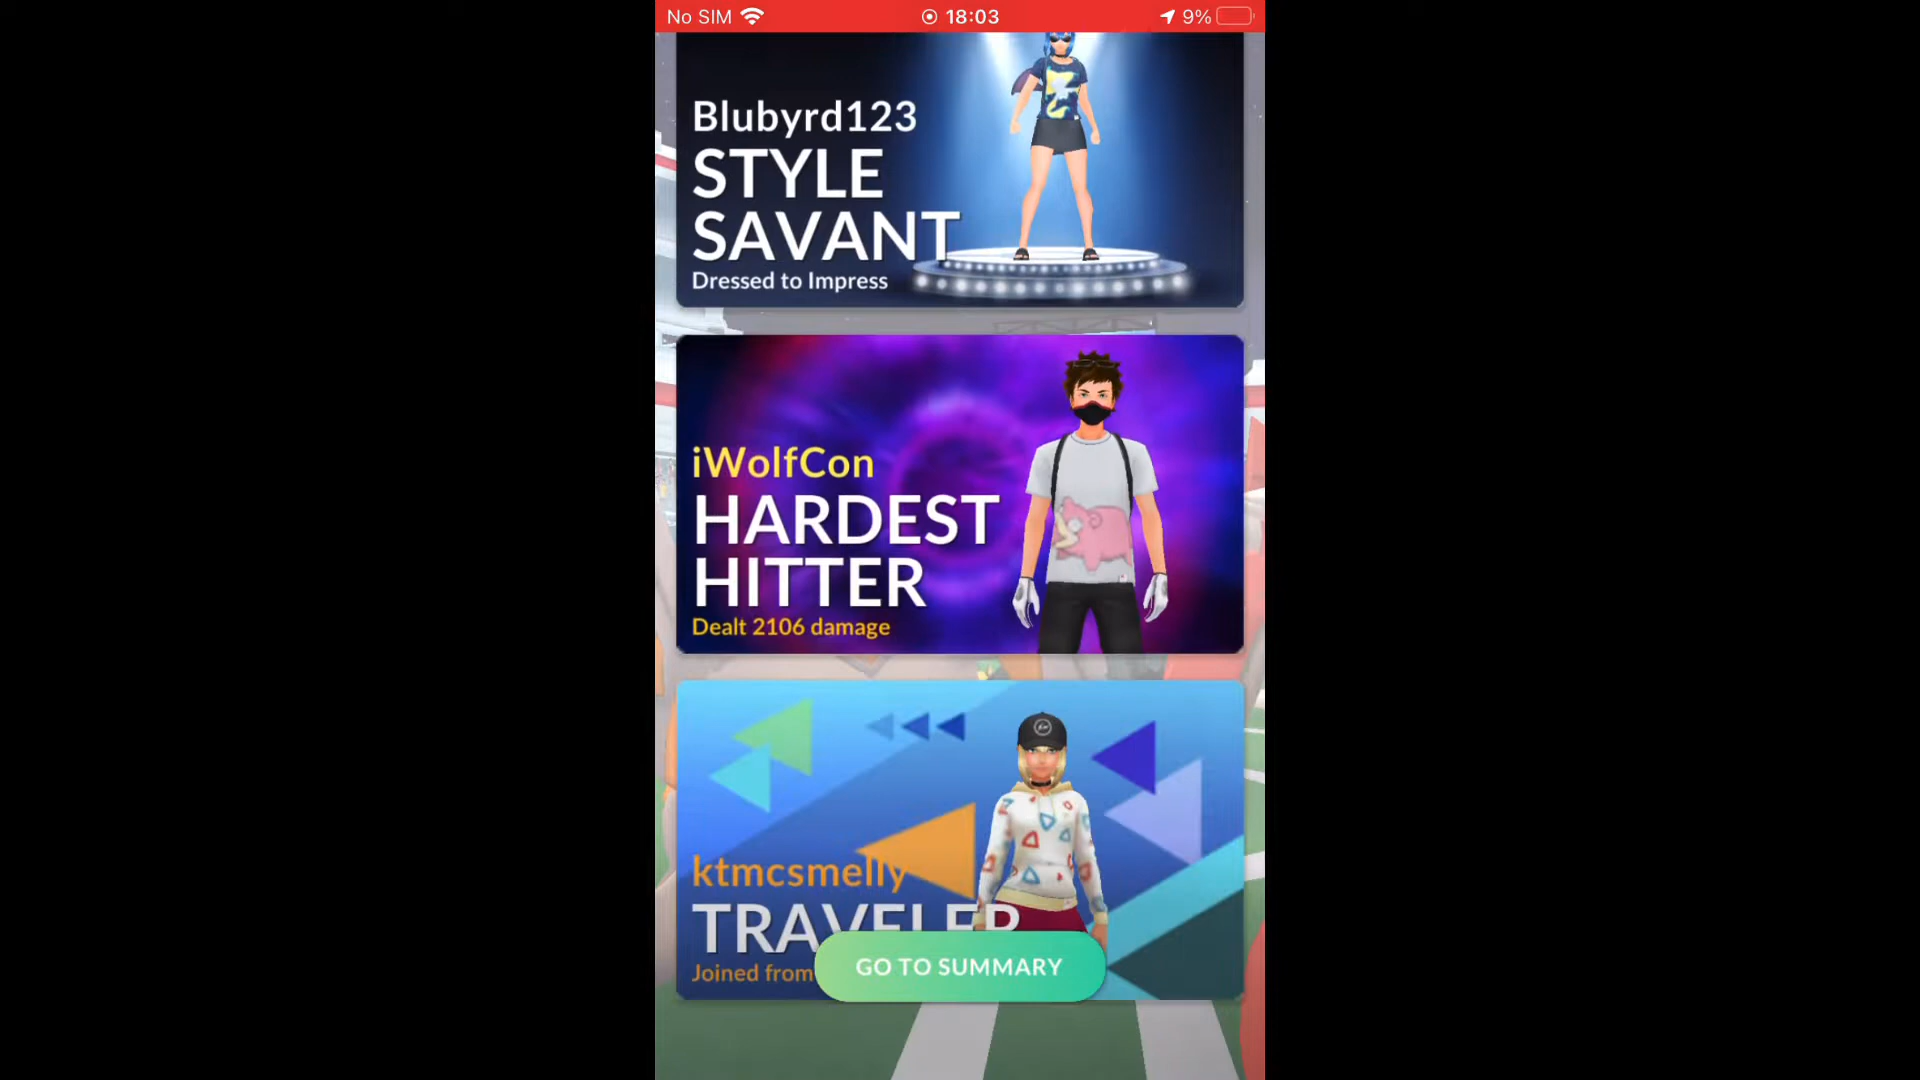 No SIM 18:03 9%
Blubyrd123
STYLE
SAVANT
Dressed to Impress
iWolfCon
HARDEST
HITTER
Dealt 2106 damage
ktmcsmelly
TRAVELER
Joined from
GO TO SUMMARY